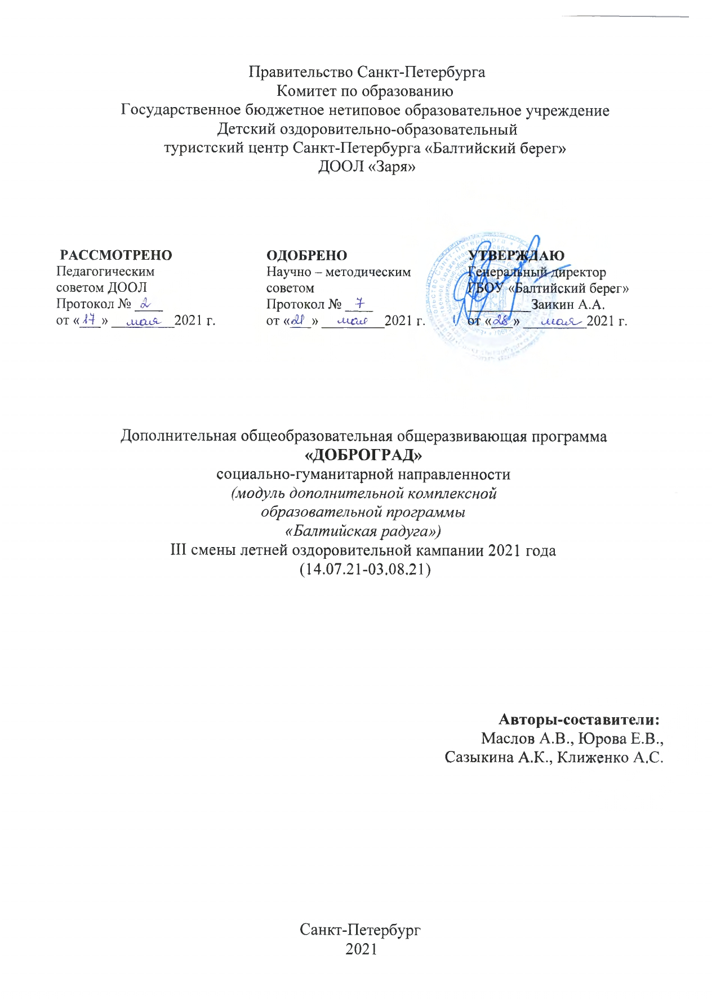 Правительство Санкт-Петербурга
Комитет по образованию
Государственное бюджетное нетиповое образовательное учреждение
Детский оздоровительно-образовательный
туристский центр Санкт-Петербурга «Балтийский берег»
ДООЛ «Заря»
РАССМОТРЕНО
Педагогическим
советом ДООЛ
Протокол № 2
от «17» мая 2021 г.
ОДОБРЕНО
Научно – методическим
советом
Протокол № 7
от «21» мая 2021 г.
УТВЕРЖДАЮ
Генеральный директор
ГБОУ «Балтийский берег»
_________Заикин А.А.
от «28» мая 2021 г.
Дополнительная общеобразовательная общеразвивающая программа
«ДОБРОГРАД»
социально-гуманитарной направленности
(модуль дополнительной комплексной
образовательной программы
«Балтийская радуга»)
III смены летней оздоровительной кампании 2021 года
(14.07.21-03.08.21)
Авторы-составители:
Маслов А.В., Юрова Е.В.,
Сазыкина А.К., Клиженко А.С.
Санкт-Петербург
2021